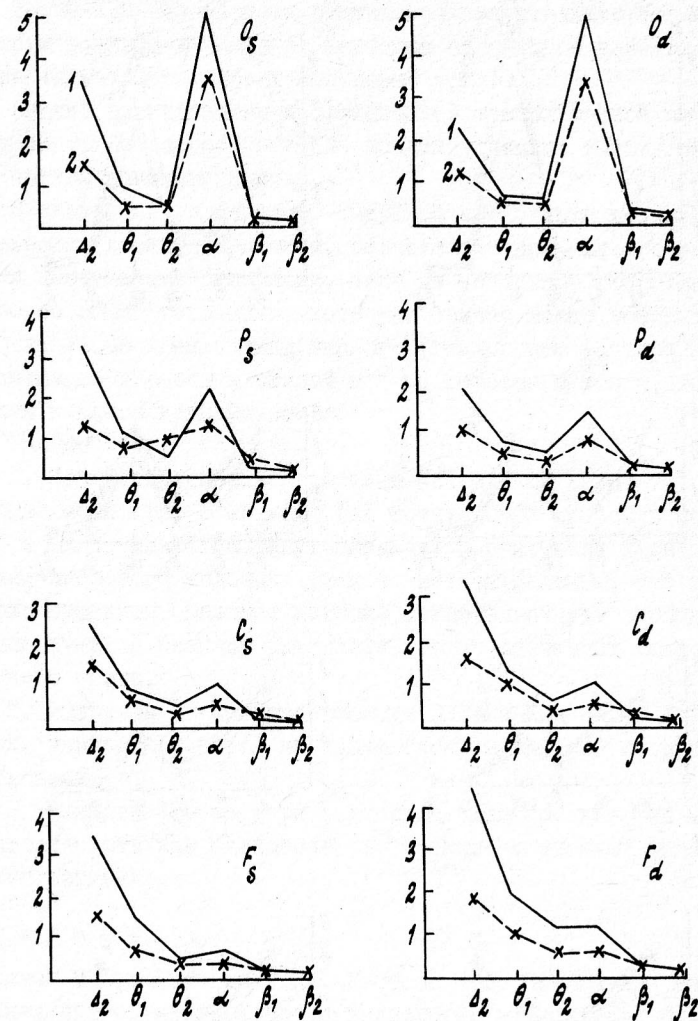 5 O_s
4
3 1
2 2
1
Δ₂ θ₁ θ₂ α β₁ β₂
5 O_d
4
3
2 1
1 2
Δ₂ θ₁ θ₂ α β₁ β₂
4 P_s
3
2
1
Δ₂ θ₁ θ₂ α β₁ β₂
4 P_d
3
2
1
Δ₂ θ₁ θ₂ α β₁ β₂
3 C_s
2
1
Δ₂ θ₁ θ₂ α β₁ β₂
3 C_d
2
1
Δ₂ θ₁ θ₂ α β₁ β₂
4 F_s
3
2
1
Δ₂ θ₁ θ₂ α β₁ β₂
4 F_d
3
2
1
Δ₂ θ₁ θ₂ α β₁ β₂